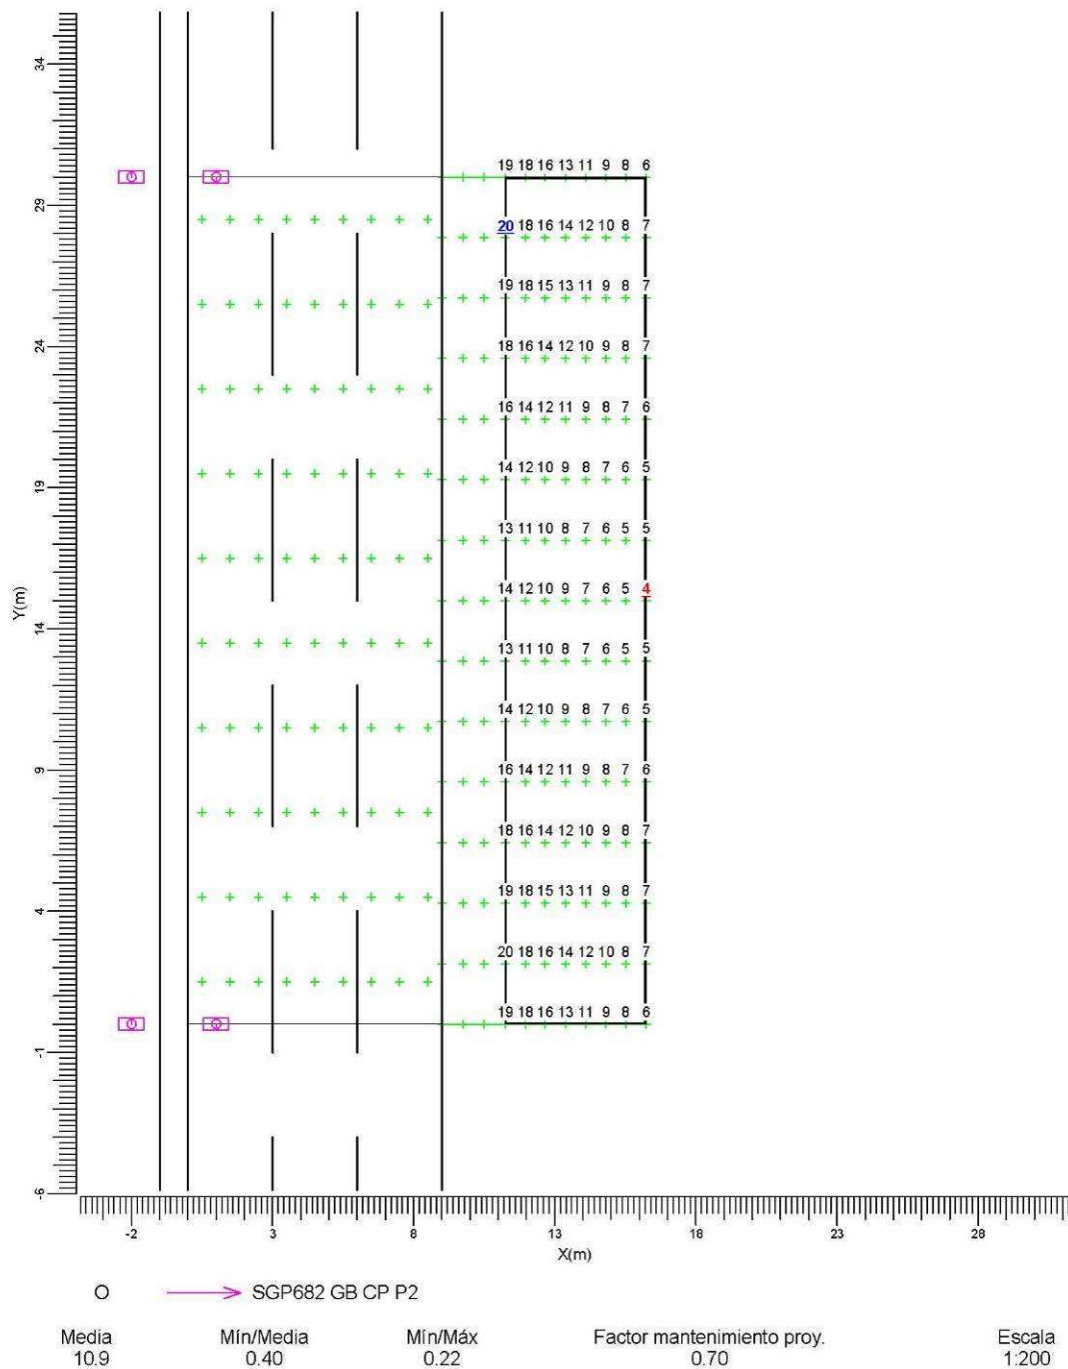 34
19 18 16 13 11 9 8 6
29
20 18 16 14 12 10 8 7
19 18 15 13 11 9 8 7
24
18 16 14 12 10 9 8 7
16 14 12 11 9 8 7 6
19
14 12 10 9 8 7 6 5
13 11 10 8 7 6 5 5
Y(m)
14 12 10 9 7 6 5 4
14
13 11 10 8 7 6 5 5
14 12 10 9 8 7 6 5
9
16 14 12 11 9 8 7 6
18 16 14 12 10 9 8 7
4
19 18 15 13 11 9 8 7
20 18 16 14 12 10 8 7
19 18 16 13 11 9 8 6
-1
-6
-2 3 8 13 18 23 28
X(m)
SGP682 GB CP P2
Media Mín/Media Mín/Máx Factor mantenimiento proy. Escala
10.9 0.40 0.22 0.70 1:200